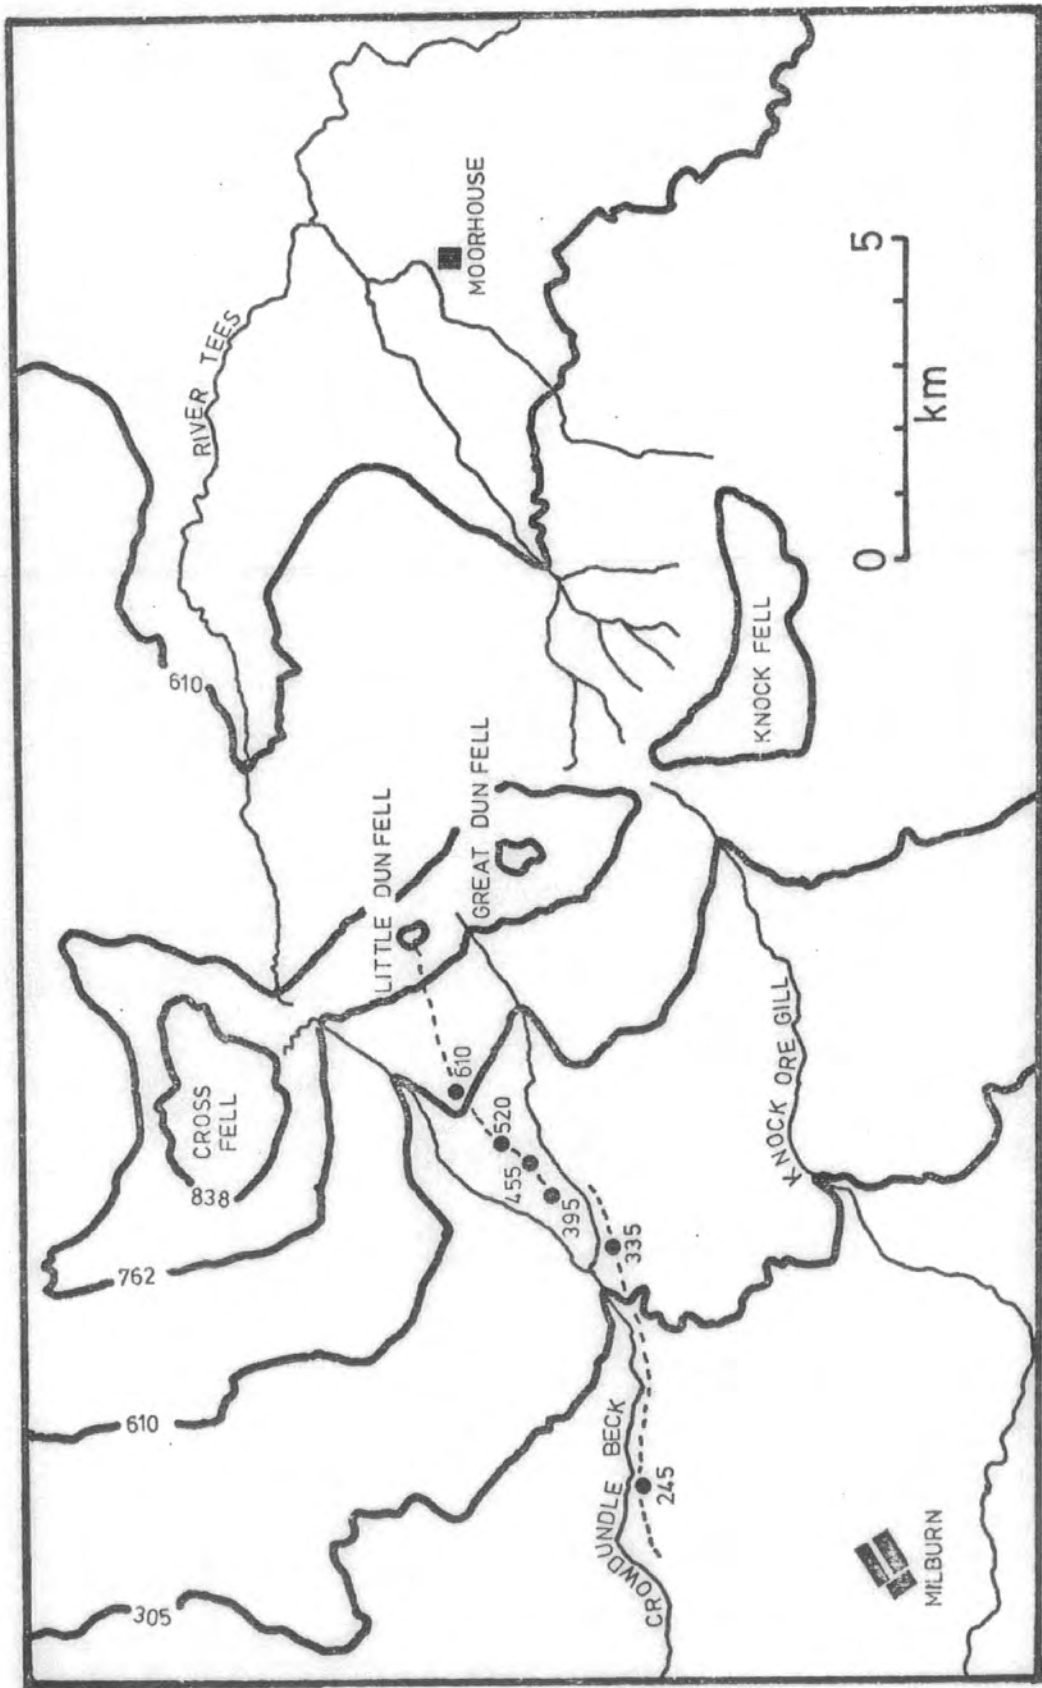 RIVER TEES
MOORHOUSE
610
CROSS
FELL
838
762
610
305
LITTLE DUN FELL
GREAT DUN FELL
KNOCK FELL
0
5
km
610
520
455
395
335
245
CROWDUNDLE BECK
KNOCK ORE GILL
MILBURN